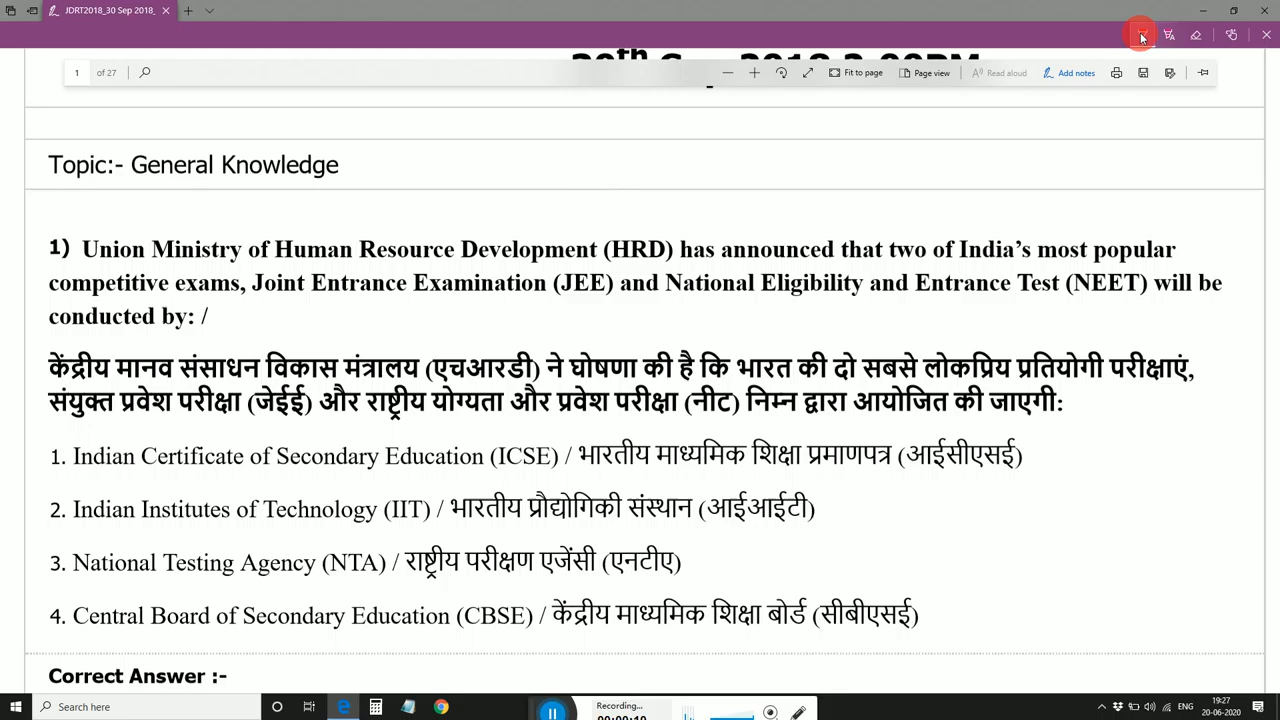 JDRT2018_30 Sep 2018_
1 of 27
Fit to page
Page view
Read aloud
Add notes
Topic:- General Knowledge
1) Union Ministry of Human Resource Development (HRD) has announced that two of India’s most popular
competitive exams, Joint Entrance Examination (JEE) and National Eligibility and Entrance Test (NEET) will be
conducted by: /
केंद्रीय मानव संसाधन विकास मंत्रालय (एचआरडी) ने घोषणा की है कि भारत की दो सबसे लोकप्रिय प्रतियोगी परीक्षाएं,
संयुक्त प्रवेश परीक्षा (जेईई) और राष्ट्रीय योग्यता और प्रवेश परीक्षा (नीट) निम्न द्वारा आयोजित की जाएगी:
1. Indian Certificate of Secondary Education (ICSE) / भारतीय माध्यमिक शिक्षा प्रमाणपत्र (आईसीएसई)
2. Indian Institutes of Technology (IIT) / भारतीय प्रौद्योगिकी संस्थान (आईआईटी)
3. National Testing Agency (NTA) / राष्ट्रीय परीक्षण एजेंसी (एनटीए)
4. Central Board of Secondary Education (CBSE) / केंद्रीय माध्यमिक शिक्षा बोर्ड (सीबीएसई)
Correct Answer :-
Search here
Recording...
ENG
19:27
20-06-2020